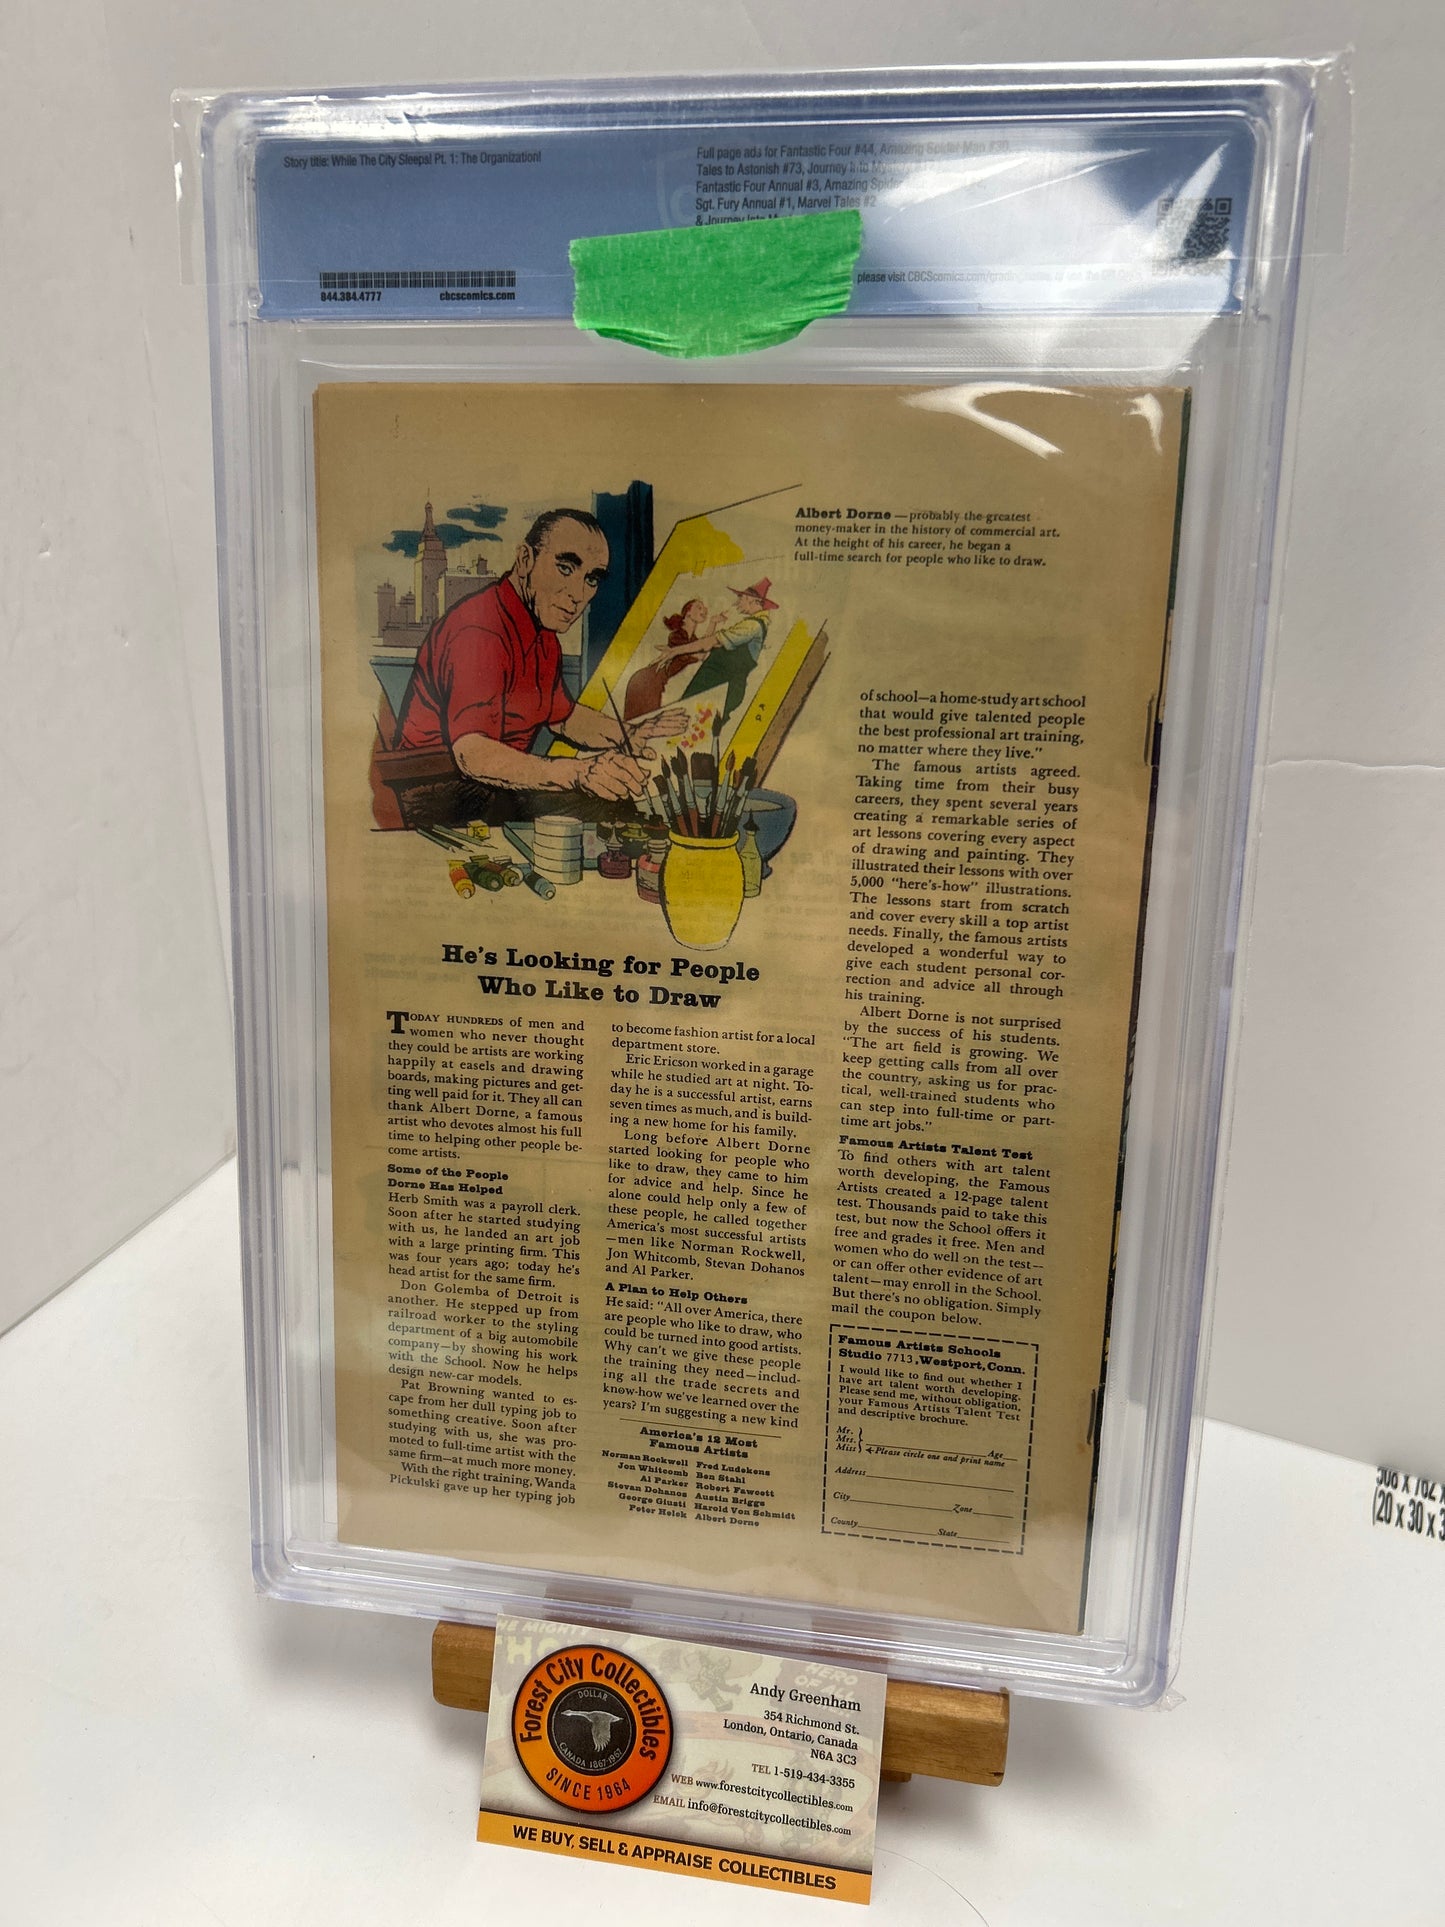 Story title: While The City Sleeps! Pt. 1: The Organization!
Full page ads for Fantastic Four #44, Amazing Spider-Man #30,
Tales to Astonish #73, Journey Into
Fantastic Four Annual #3, Amazing
Sgt. Fury Annual #1, Marvel Tales #2
& Journey Into
please visit CBCScomics.com/grading
844.384.4777
cbcscomics.com
Albert Dorne — probably the greatest
money-maker in the history of commercial art.
At the height of his career, he began a
full-time search for people who like to draw.
He's Looking for People
Who Like to Draw
TODAY HUNDREDS of men and
women who never thought
they could be artists are working
happily at easels and drawing
boards, making pictures and get-
ting well paid for it. They all can
thank Albert Dorne, a famous
artist who devotes almost his full
time to helping other people be-
come artists.
Some of the People
Dorne Has Helped
Herb Smith was a payroll clerk.
Soon after he started studying
with us, he landed an art job
with a large printing firm. This
was four years ago; today he's
head artist for the same firm.
Don Golemba of Detroit is
another. He stepped up from
railroad worker to the styling
department of a big automobile
company—by showing his work
with the School. Now he helps
design new-car models.
Pat Browning wanted to es-
cape from her dull typing job to
something creative. Soon after
studying with us, she was pro-
moted to full-time artist with the
same firm—at much more money.
With the right training, Wanda
Pickulski gave up her typing job
to become fashion artist for a local
department store.
Eric Ericson worked in a garage
while he studied art at night. To-
day he is a successful artist, earns
seven times as much, and is build-
ing a new home for his family.
Long before Albert Dorne
started looking for people who
like to draw, they came to him
for advice and help. Since he
alone could help only a few of
these people, he called together
America's most successful artists
—men like Norman Rockwell,
Jon Whitcomb, Stevan Dohanos
and Al Parker.
A Plan to Help Others
He said: "All over America, there
are people who like to draw, who
could be turned into good artists.
Why can't we give these people
the training they need—includ-
ing all the trade secrets and
know-how we've learned over the
years? I'm suggesting a new kind
America's 12 Most
Famous Artists
Norman Rockwell Fred Ludekens
Jon Whitcomb Ben Stahl
Al Parker Robert Fawcett
Stevan Dohanos Austin Briggs
George Giusti Harold Von Schmidt
Peter Helck Albert Dorne
of school—a home-study art school
that would give talented people
the best professional art training,
no matter where they live."
The famous artists agreed.
Taking time from their busy
careers, they spent several years
creating a remarkable series of
art lessons covering every aspect
of drawing and painting. They
illustrated their lessons with over
5,000 "here's-how" illustrations.
The lessons start from scratch
and cover every skill a top artist
needs. Finally, the famous artists
developed a wonderful way to
give each student personal cor-
rection and advice all through
his training.
Albert Dorne is not surprised
by the success of his students.
"The art field is growing. We
keep getting calls from all over
the country, asking us for prac-
tical, well-trained students who
can step into full-time or part-
time art jobs."
Famous Artists Talent Test
To find others with art talent
worth developing, the Famous
Artists created a 12-page talent
test. Thousands paid to take this
test, but now the School offers it
free and grades it free. Men and
women who do well on the test—
or can offer other evidence of art
talent—may enroll in the School.
But there's no obligation. Simply
mail the coupon below.
Famous Artists Schools
Studio 7713, Westport, Conn.
I would like to find out whether I
have art talent worth developing.
Please send me, without obligation,
your Famous Artists Talent Test
and descriptive brochure.
Mr.
Mrs. Age
Miss Please circle one and print name
Address
City Zone
County State
(20 x 30 x 3
Forest City Collectibles
DOLLAR
CANADA 1867-1967
SINCE 1964
Andy Greenham
354 Richmond St.
London, Ontario, Canada
N6A 3C3
TEL 1-519-434-3355
WEB www.forestcitycollectibles.com
EMAIL info@forestcitycollectibles.com
WE BUY, SELL & APPRAISE COLLECTIBLES